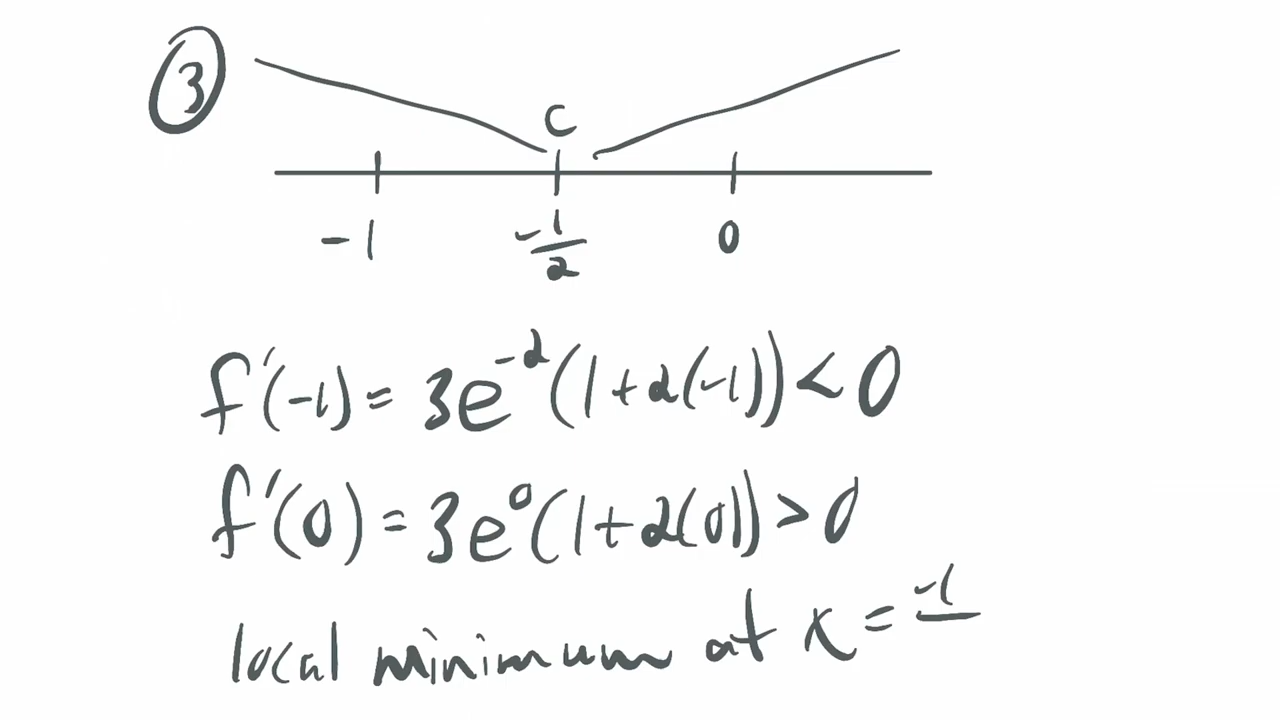 ③
C
-1 -1/2 0
f'(-1) = 3e^-2(1+2(-1)) < 0
f'(0) = 3e^0(1+2(0)) > 0
local minimum at x = -1/